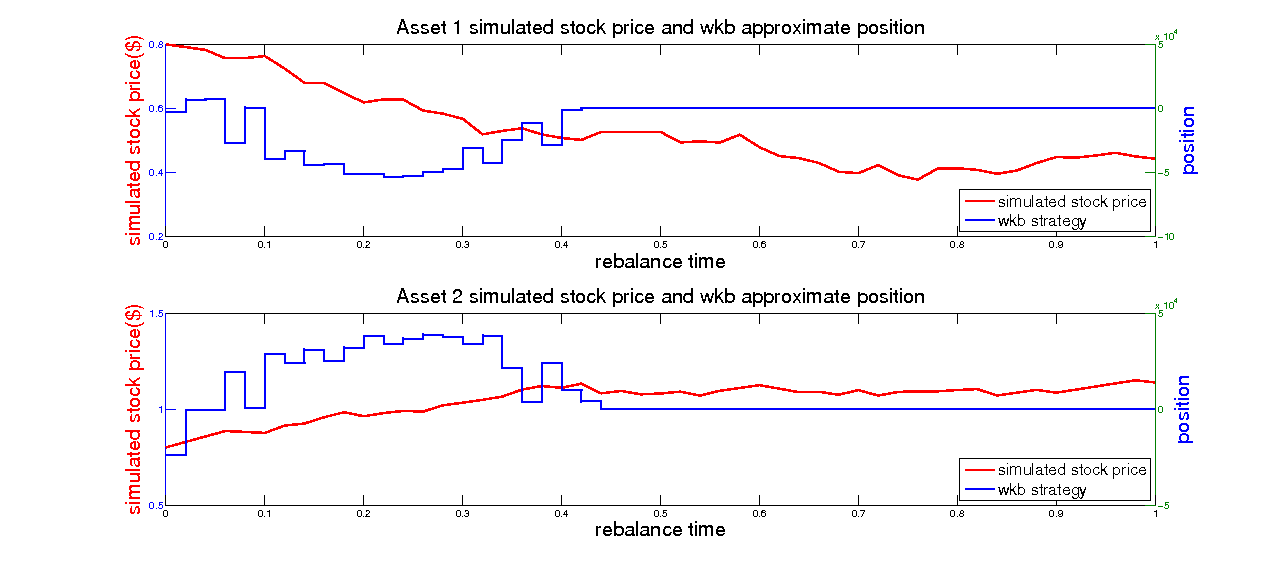 Asset 1 simulated stock price and wkb approximate position
x 10^4
simulated stock price($)
0.8
0.6
0.4
0.2
5
0
-5
-10
position
simulated stock price
wkb strategy
0 0.1 0.2 0.3 0.4 0.5 0.6 0.7 0.8 0.9 1
rebalance time
Asset 2 simulated stock price and wkb approximate position
x 10^4
simulated stock price($)
1.5
1
0.5
5
0
-5
position
simulated stock price
wkb strategy
0 0.1 0.2 0.3 0.4 0.5 0.6 0.7 0.8 0.9 1
rebalance time